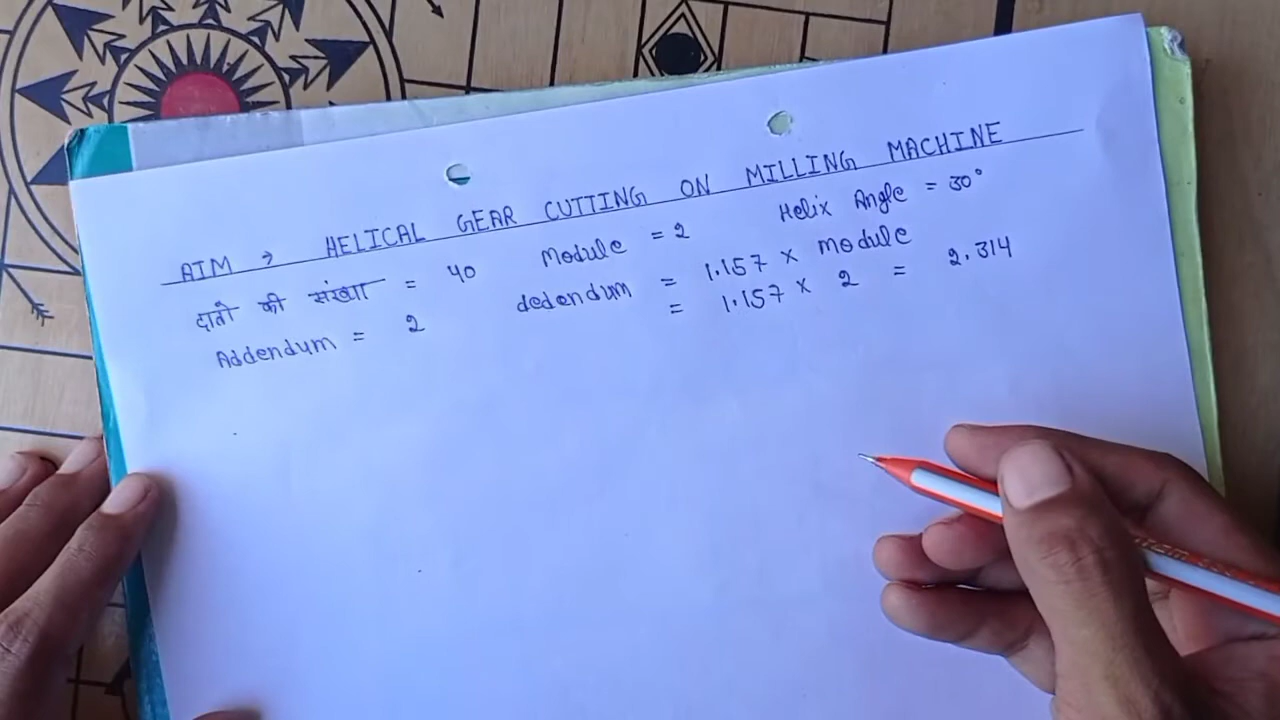 AIM → HELICAL GEAR CUTTING ON MILLING MACHINE
दातो की संख्या = 40 Module = 2 Helix Angle = 30°
Addendum = 2 dedendum = 1.157 × module
= 1.157 × 2 = 2.314